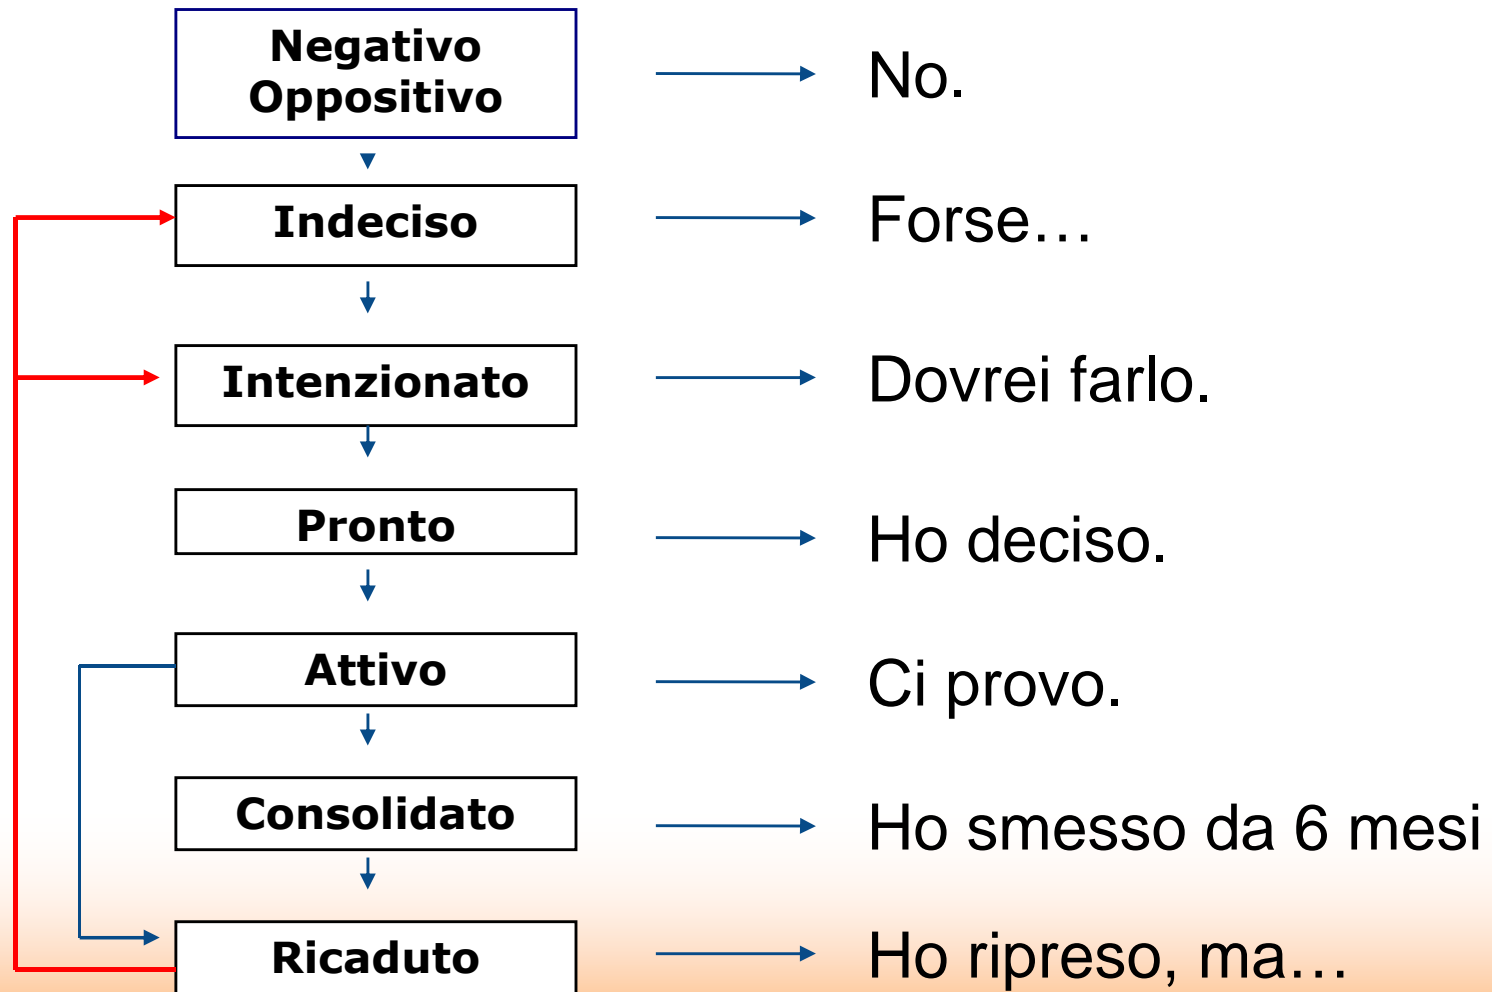 Negativo
Oppositivo
No.
Indeciso
Forse…
Intenzionato
Dovrei farlo.
Pronto
Ho deciso.
Attivo
Ci provo.
Consolidato
Ho smesso da 6 mesi
Ricaduto
Ho ripreso, ma…